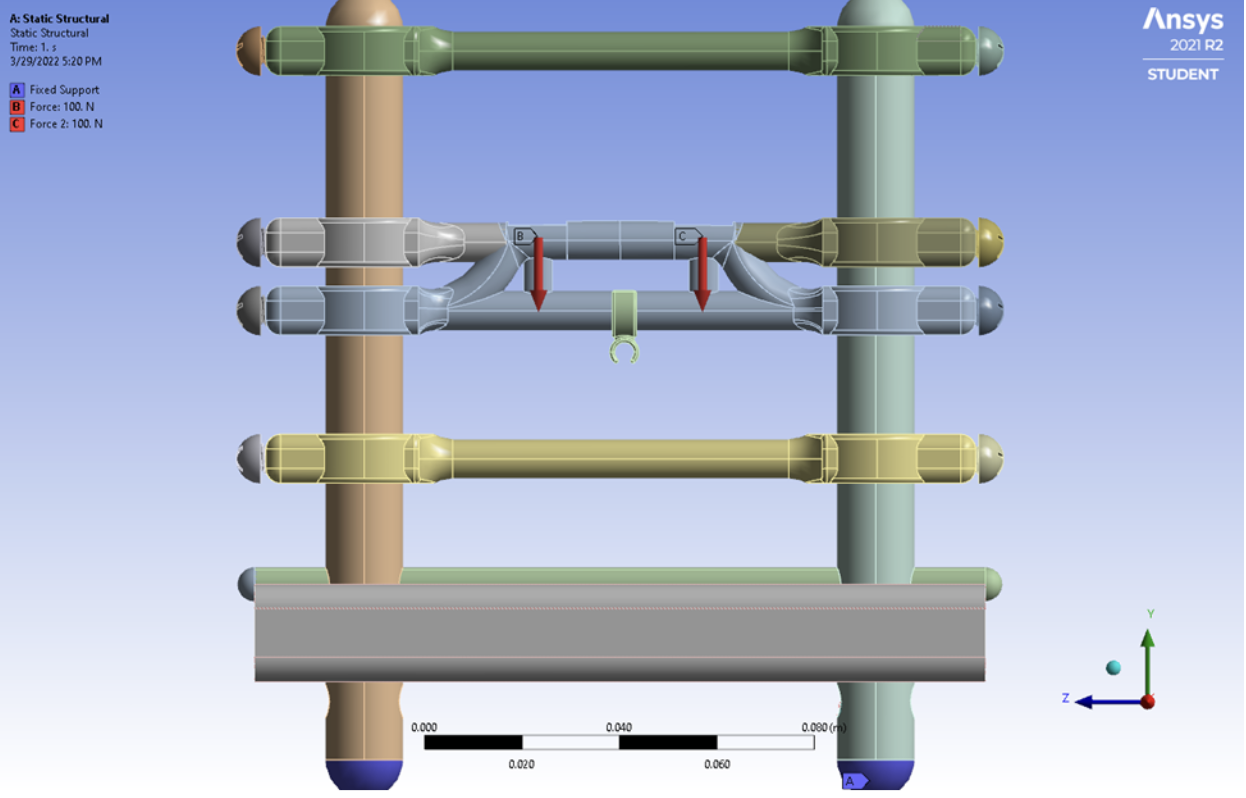 A: Static Structural
Static Structural
Time: 1. s
3/29/2022 5:20 PM
A Fixed Support
B Force: 100. N
C Force 2: 100. N
Ansys
2021 R2
STUDENT
B
C
Y
Z
0.000 0.040 0.080 (m)
0.020 0.060
A